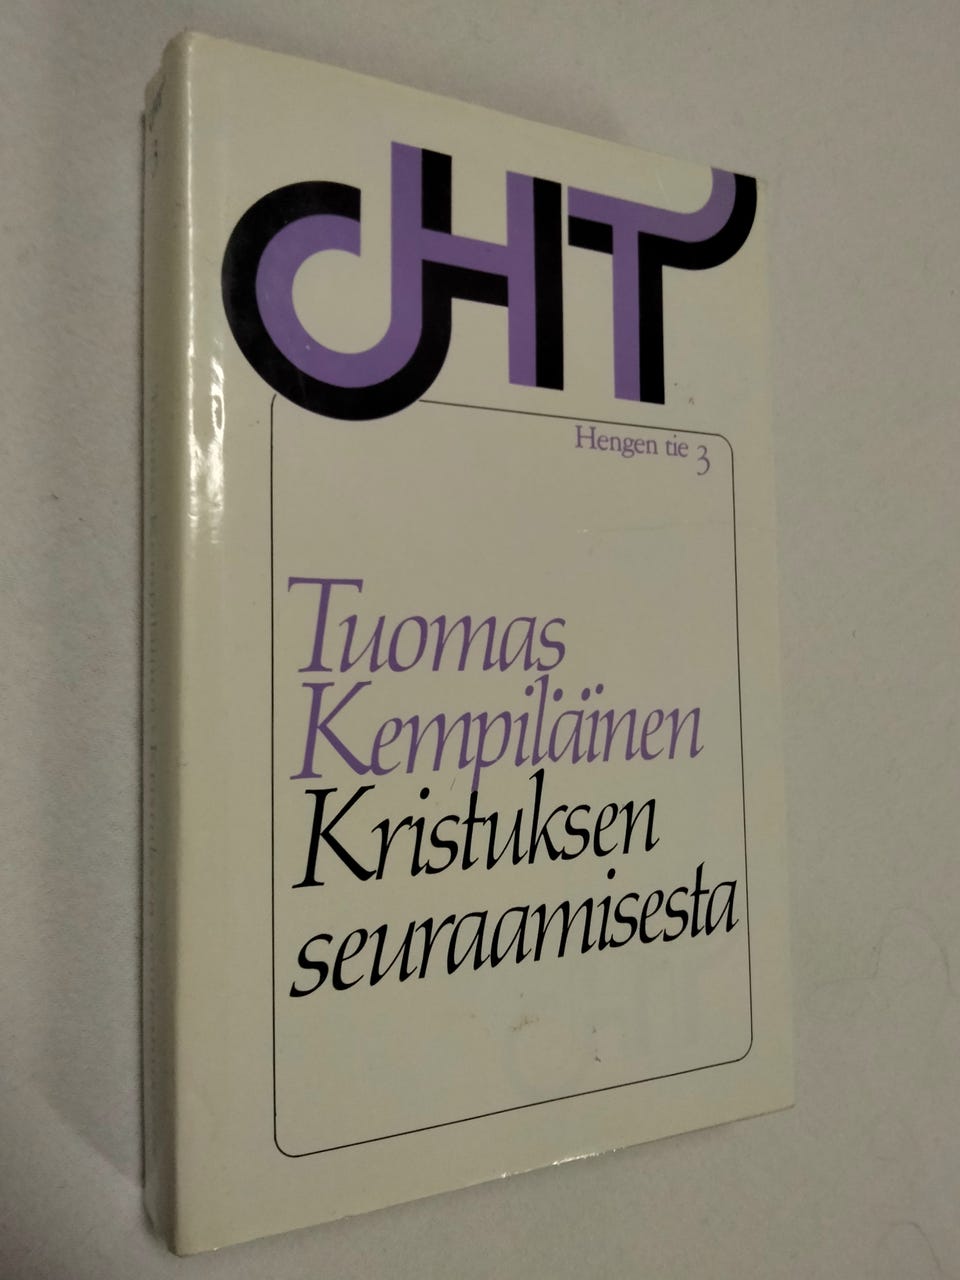 HT
Hengen tie 3
Tuomas
Kempiläinen
Kristuksen
seuraamisesta